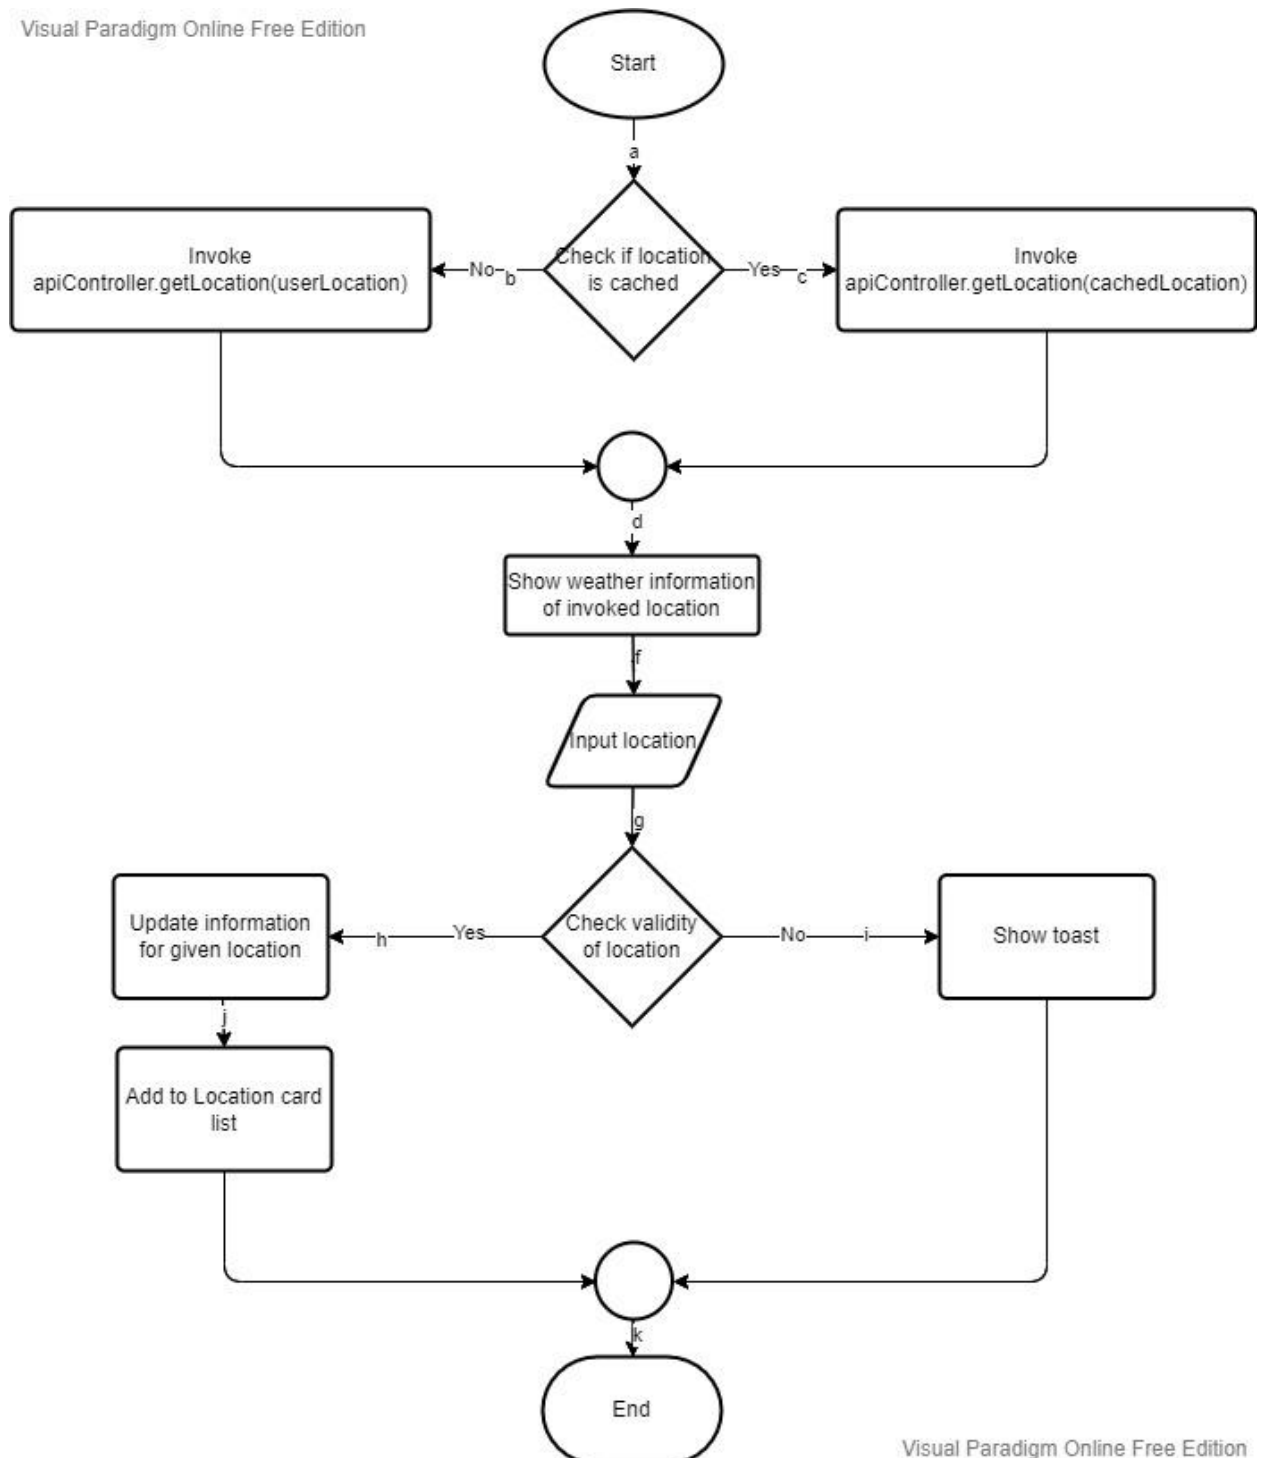 Visual Paradigm Online Free Edition
Start
a
Invoke
apiController.getLocation(userLocation)
No
b
Check if location
is cached
Yes
c
Invoke
apiController.getLocation(cachedLocation)
d
Show weather information
of invoked location
f
Input location
g
Update information
for given location
h
Yes
Check validity
of location
No
i
Show toast
j
Add to Location card
list
k
End
Visual Paradigm Online Free Edition